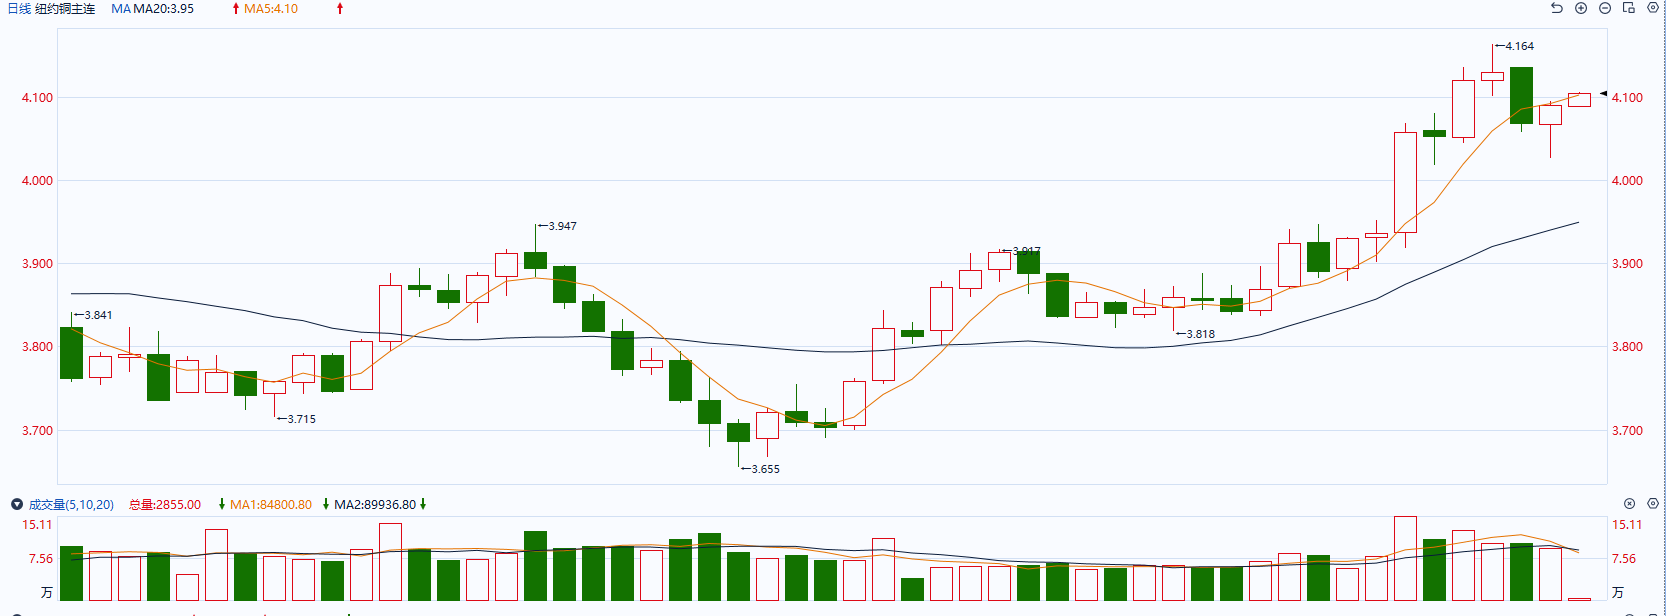 日线 纽约铜主连 MA MA20:3.95 MA5:4.10
←4.164
4.100 4.100
4.000 4.000
←3.947
3.900 ←3.917 3.900
←3.841
3.800 ←3.818 3.800
←3.715
3.700 3.700
←3.655
成交量(5,10,20) 总量:2855.00 ↓ MA1:84800.80 ↓ MA2:89936.80 ↓
15.11 15.11
7.56 7.56
万 万